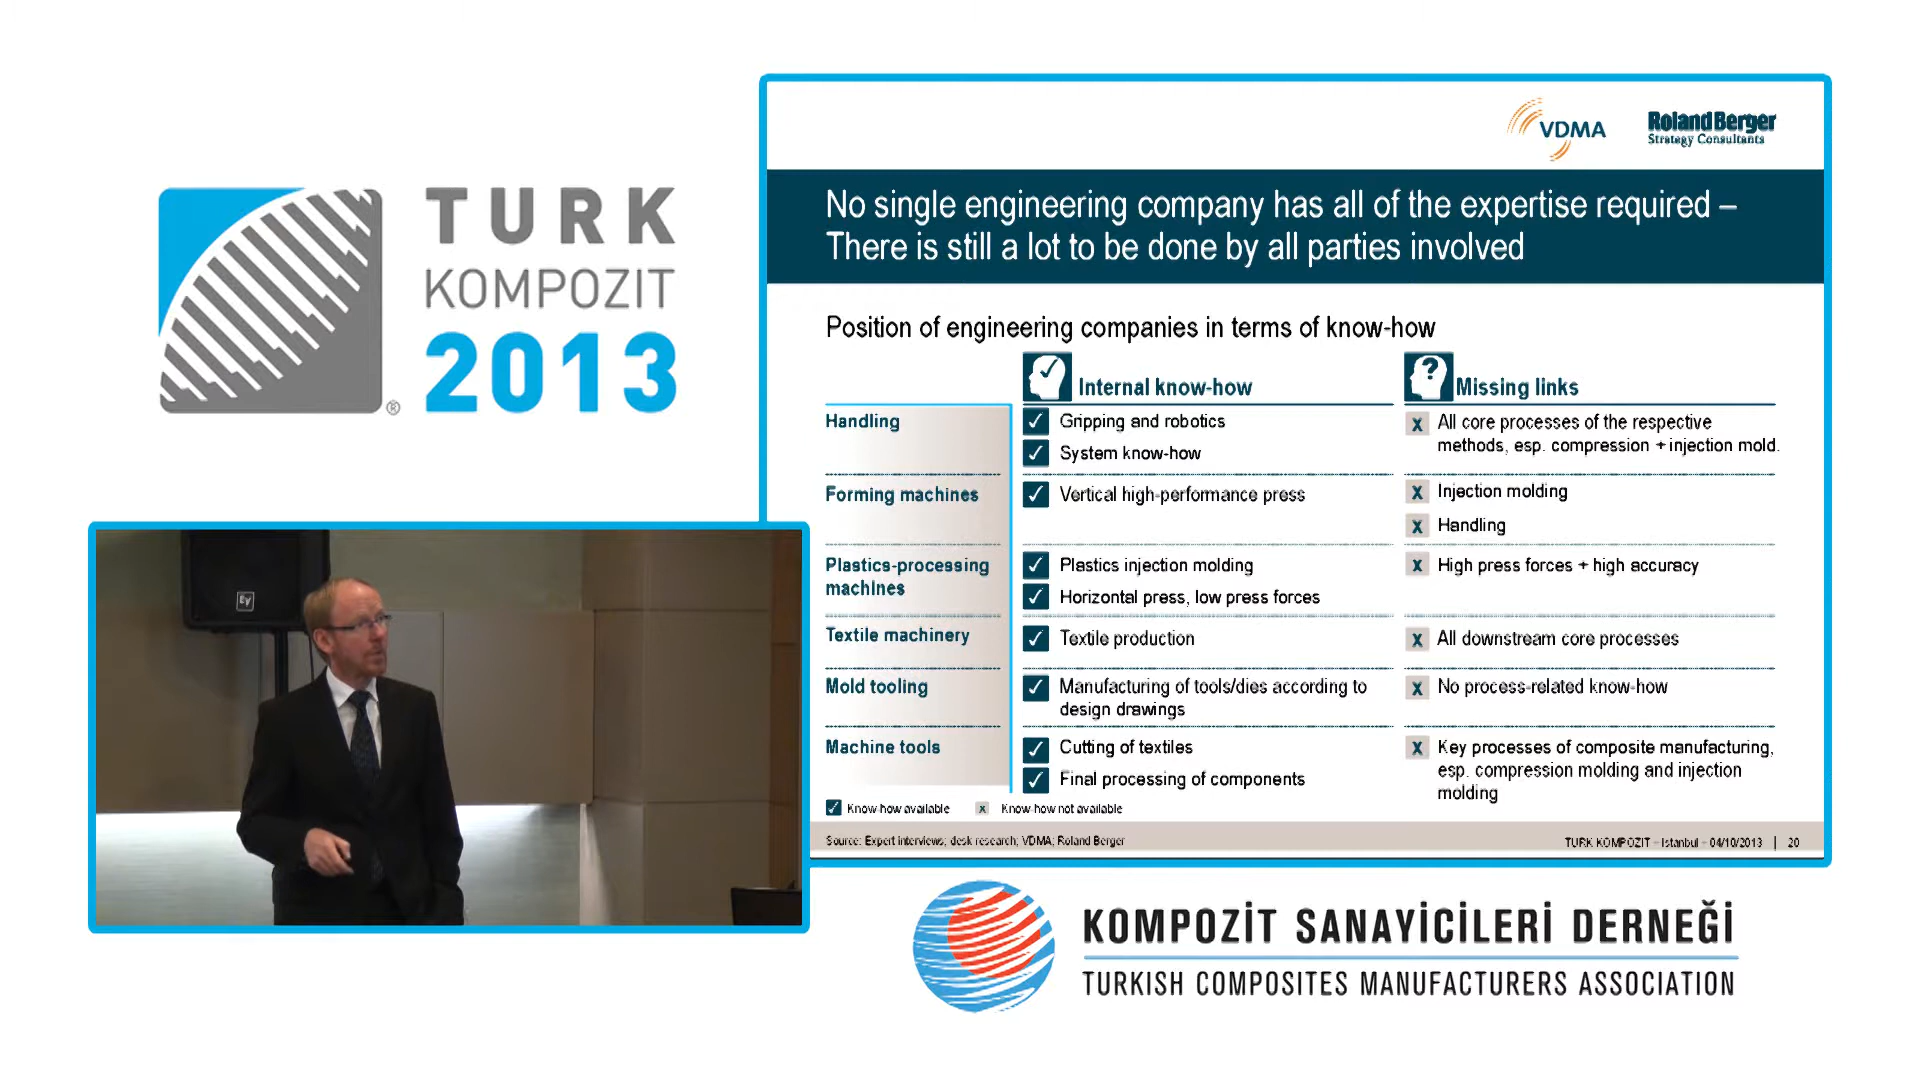 TURK
KOMPOZIT
2013
®
EV
VDMA
Roland Berger
Strategy Consultants
No single engineering company has all of the expertise required –
There is still a lot to be done by all parties involved
Position of engineering companies in terms of know-how
Internal know-how
Missing links
Handling
Gripping and robotics
System know-how
All core processes of the respective
methods, esp. compression + injection mold.
Forming machines
Vertical high-performance press
Injection molding
Handling
Plastics-processing
machines
Plastics injection molding
Horizontal press, low press forces
High press forces + high accuracy
Textile machinery
Textile production
All downstream core processes
Mold tooling
Manufacturing of tools/dies according to
design drawings
No process-related know-how
Machine tools
Cutting of textiles
Final processing of components
Key processes of composite manufacturing,
esp. compression molding and injection
molding
✓ Know-how available x Know-how not available
Source: Expert interviews; desk research; VDMA; Roland Berger
TURK KOMPOZIT – Istanbul – 04/10/2013 | 20
KOMPOZİT SANAYİCİLERİ DERNEĞİ
TURKISH COMPOSITES MANUFACTURERS ASSOCIATION